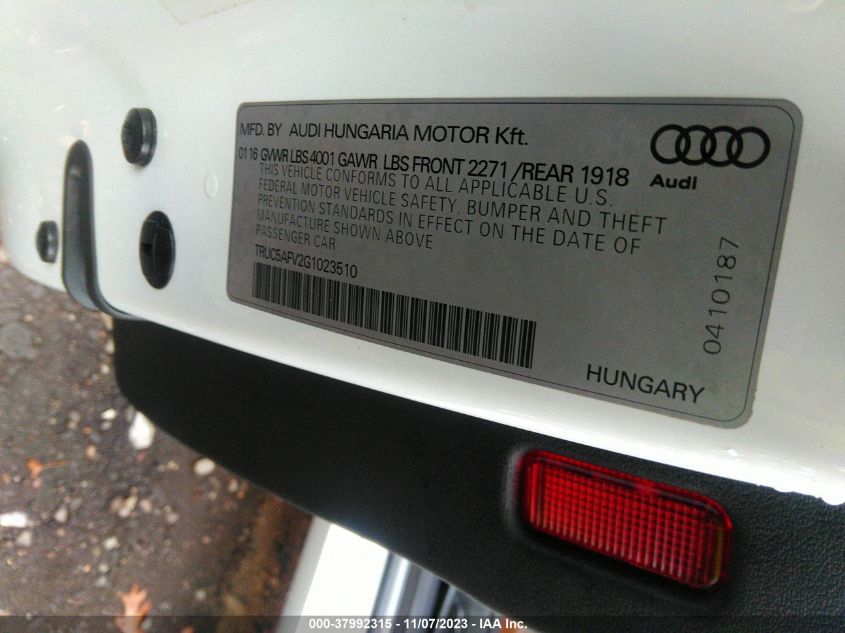 MFD. BY AUDI HUNGARIA MOTOR Kft.
01 16 GVWR LBS 4001 GAWR LBS FRONT 2271 /REAR 1918
THIS VEHICLE CONFORMS TO ALL APPLICABLE U.S.
FEDERAL MOTOR VEHICLE SAFETY, BUMPER AND THEFT
PREVENTION STANDARDS IN EFFECT ON THE DATE OF
MANUFACTURE SHOWN ABOVE
PASSENGER CAR
TRUC5AFV2G1023510
Audi
0410187
HUNGARY
000-37992315 - 11/07/2023 - IAA Inc.